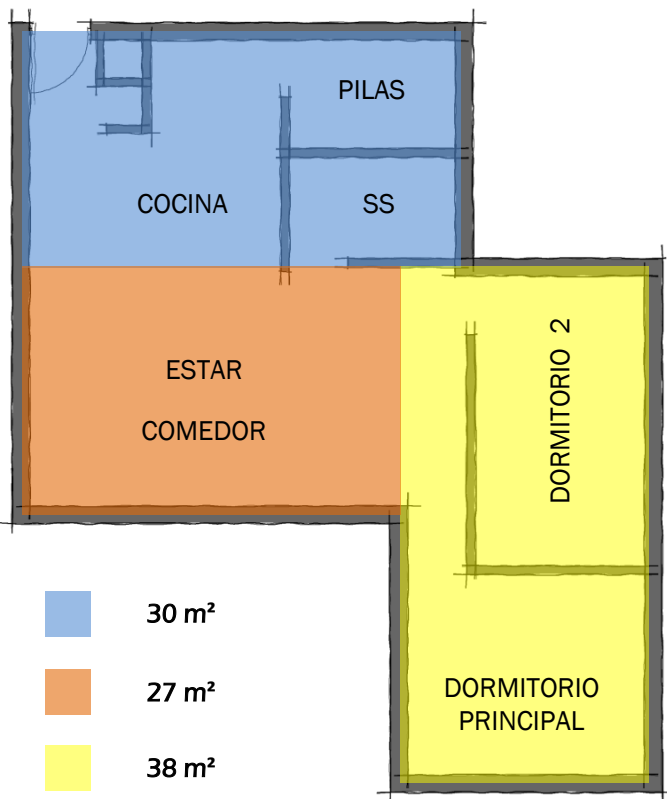 PILAS
COCINA
SS
ESTAR
COMEDOR
DORMITORIO 2
DORMITORIO
PRINCIPAL
30 m²
27 m²
38 m²